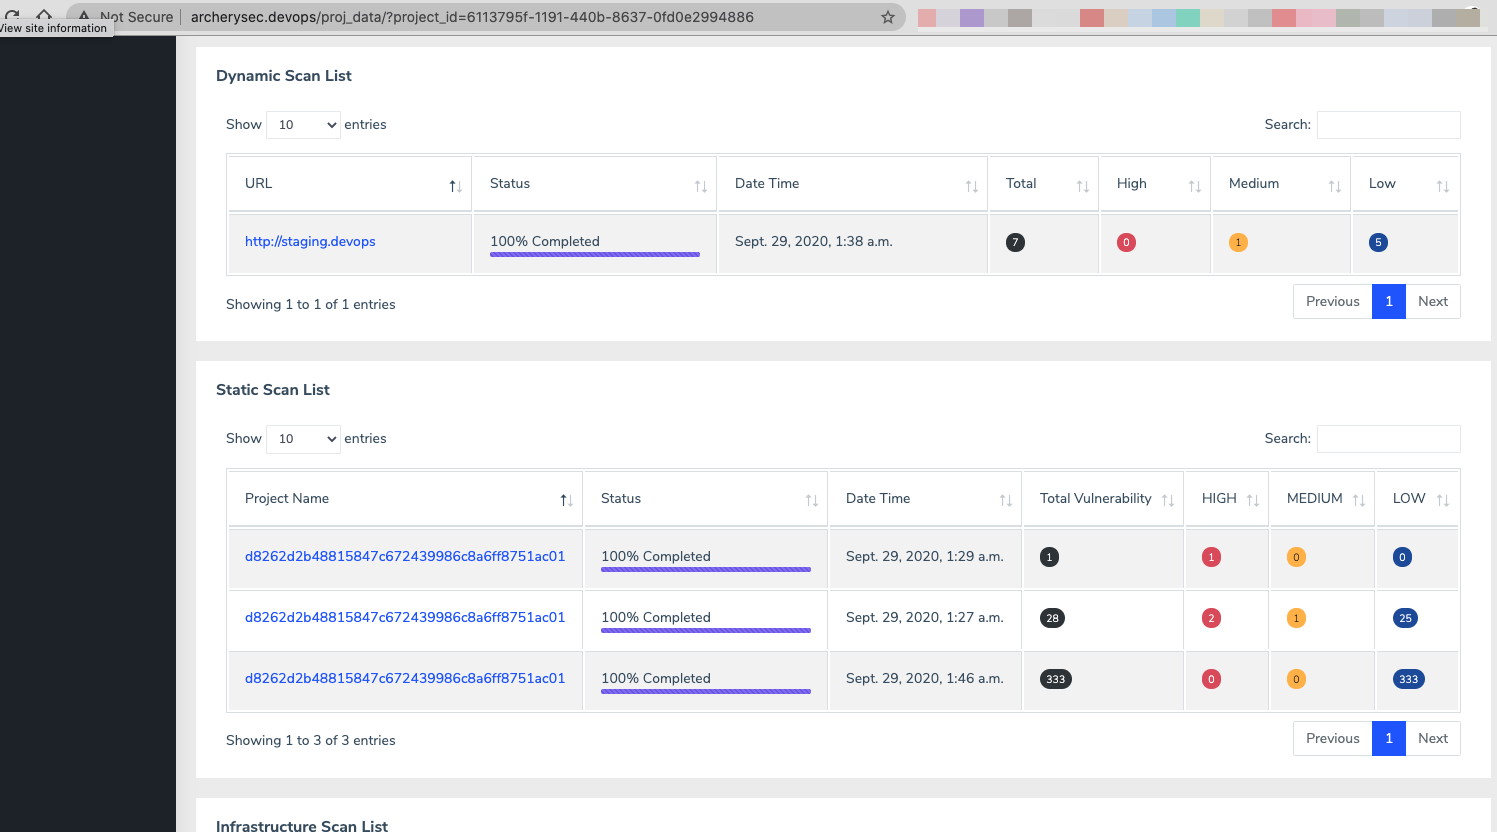 Not Secure archerysec.devops/proj_data/?project_id=6113795f-1191-440b-8637-0fd0e2994886
View site information
Dynamic Scan List
Show 10 entries Search:
URL Status Date Time Total High Medium Low
http://staging.devops 100% Completed Sept. 29, 2020, 1:38 a.m. 7 0 1 5
Showing 1 to 1 of 1 entries Previous 1 Next
Static Scan List
Show 10 entries Search:
Project Name Status Date Time Total Vulnerability HIGH MEDIUM LOW
d8262d2b48815847c672439986c8a6ff8751ac01 100% Completed Sept. 29, 2020, 1:29 a.m. 1 1 0 0
d8262d2b48815847c672439986c8a6ff8751ac01 100% Completed Sept. 29, 2020, 1:27 a.m. 28 2 1 25
d8262d2b48815847c672439986c8a6ff8751ac01 100% Completed Sept. 29, 2020, 1:46 a.m. 333 0 0 333
Showing 1 to 3 of 3 entries Previous 1 Next
Infrastructure Scan List